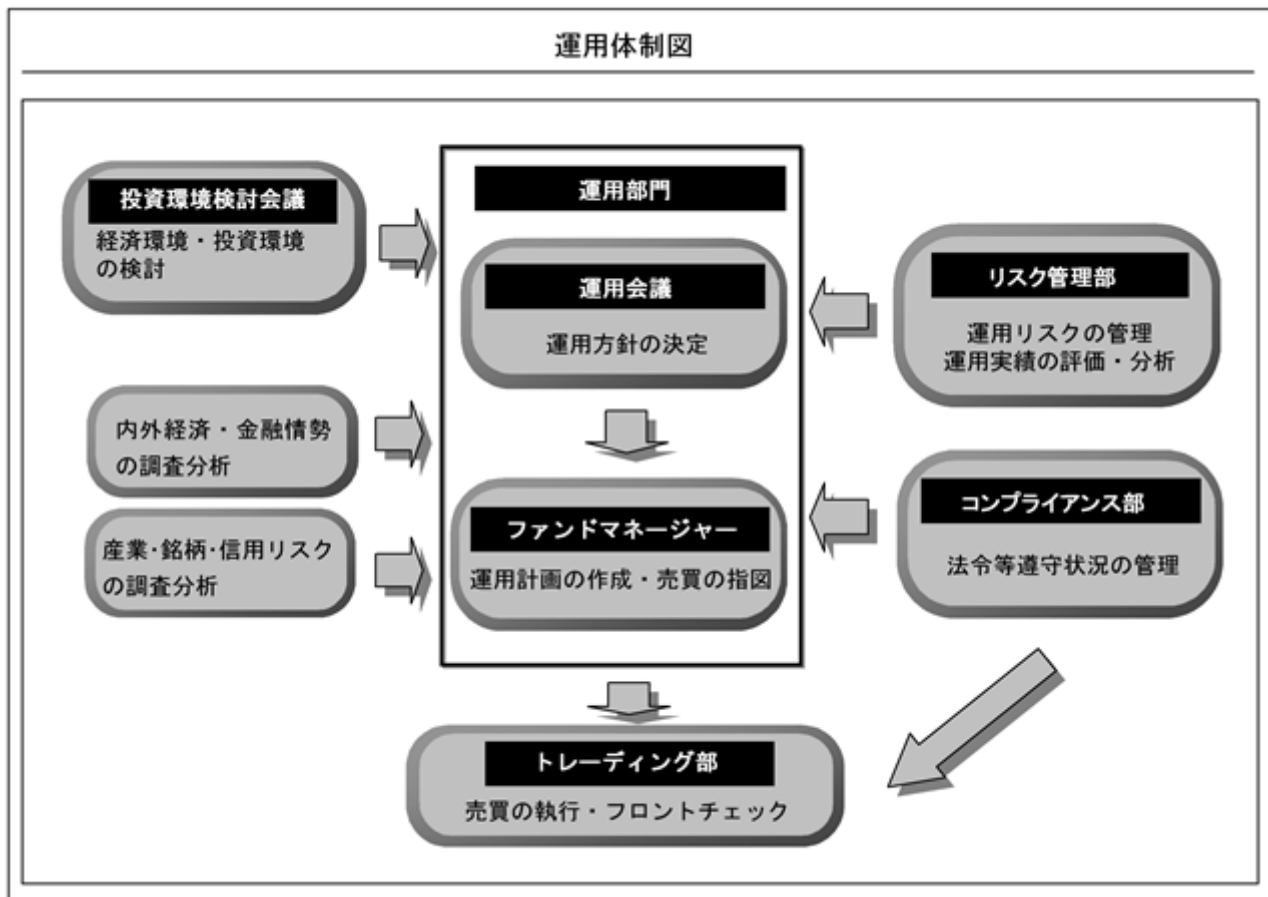 運用体制図
投資環境検討会議
経済環境・投資環境
の検討
内外経済・金融情勢
の調査分析
産業・銘柄・信用リスク
の調査分析
運用部門
運用会議
運用方針の決定
ファンドマネージャー
運用計画の作成・売買の指図
リスク管理部
運用リスクの管理
運用実績の評価・分析
コンプライアンス部
法令等遵守状況の管理
トレーディング部
売買の執行・フロントチェック